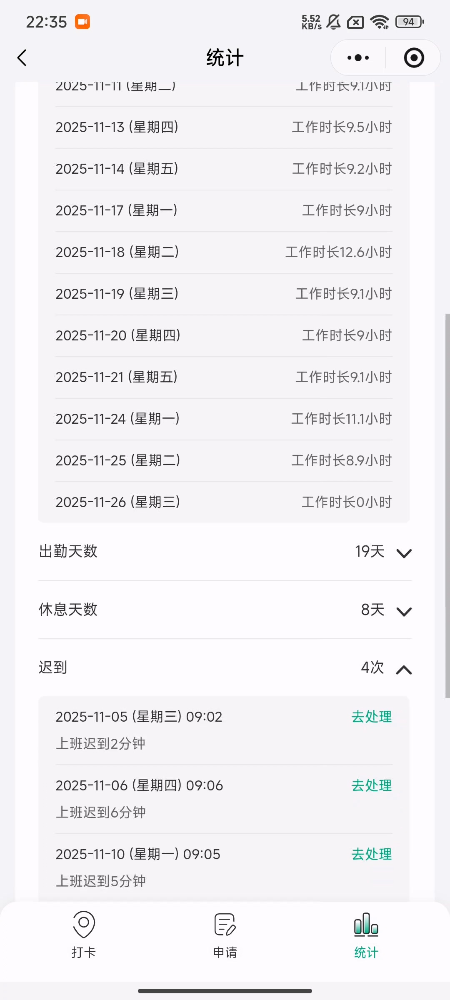 22:35
5.52
KB/s
94
统计
2025-11-11 (星期二) 工作时长9.1小时
2025-11-13 (星期四) 工作时长9.5小时
2025-11-14 (星期五) 工作时长9.2小时
2025-11-17 (星期一) 工作时长9小时
2025-11-18 (星期二) 工作时长12.6小时
2025-11-19 (星期三) 工作时长9.1小时
2025-11-20 (星期四) 工作时长9小时
2025-11-21 (星期五) 工作时长9.1小时
2025-11-24 (星期一) 工作时长11.1小时
2025-11-25 (星期二) 工作时长8.9小时
2025-11-26 (星期三) 工作时长0小时
出勤天数 19天
休息天数 8天
迟到 4次
2025-11-05 (星期三) 09:02 去处理
上班迟到2分钟
2025-11-06 (星期四) 09:06 去处理
上班迟到6分钟
2025-11-10 (星期一) 09:05 去处理
上班迟到5分钟
打卡 申请 统计